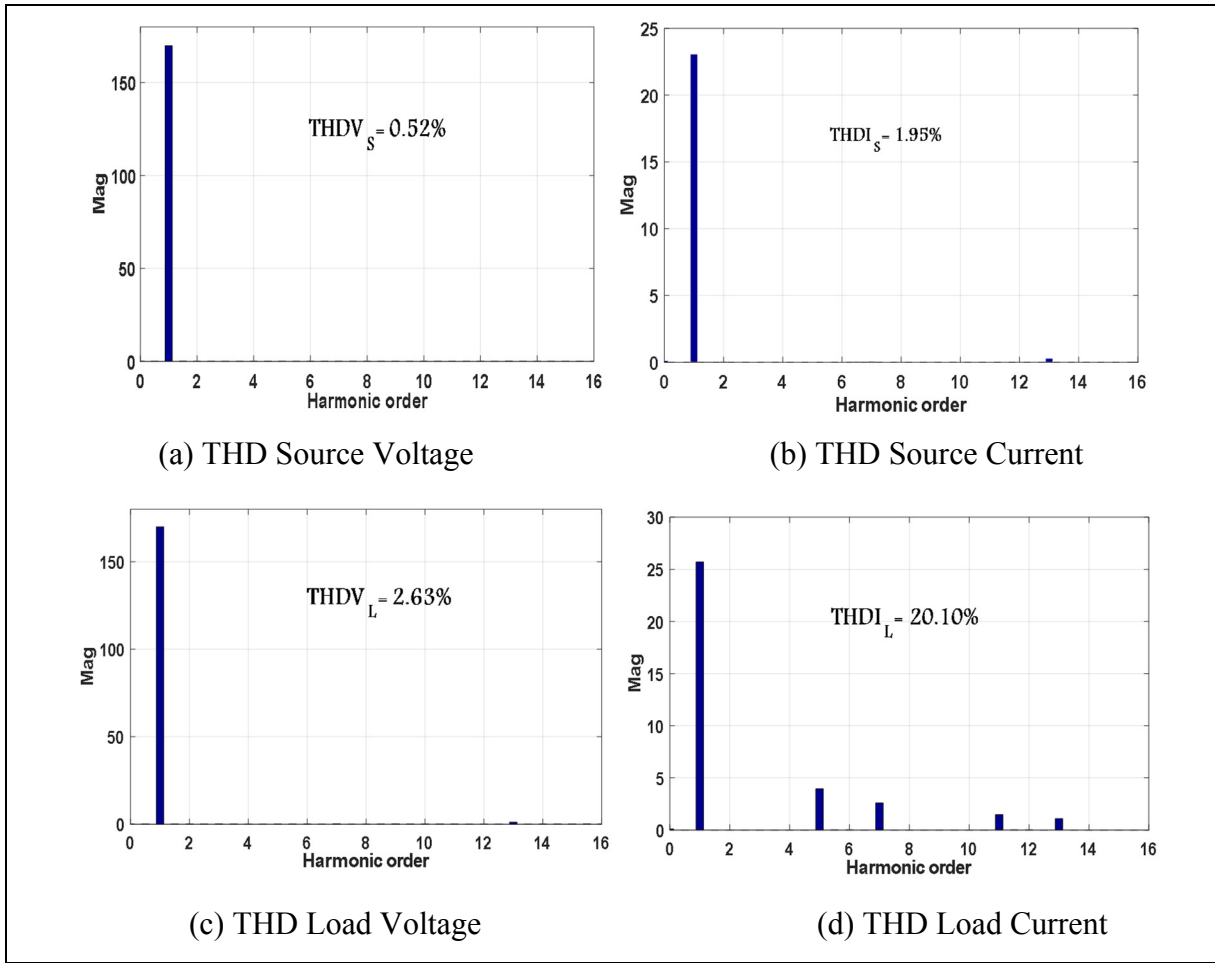 150
100
50
0
Mag
THDV_S= 0.52%
0 2 4 6 8 10 12 14 16
Harmonic order
(a) THD Source Voltage
25
20
15
10
5
0
Mag
THDI_S= 1.95%
0 2 4 6 8 10 12 14 16
Harmonic order
(b) THD Source Current
150
100
50
0
Mag
THDV_L= 2.63%
0 2 4 6 8 10 12 14 16
Harmonic order
(c) THD Load Voltage
30
25
20
15
10
5
0
Mag
THDI_L= 20.10%
0 2 4 6 8 10 12 14 16
Harmonic order
(d) THD Load Current